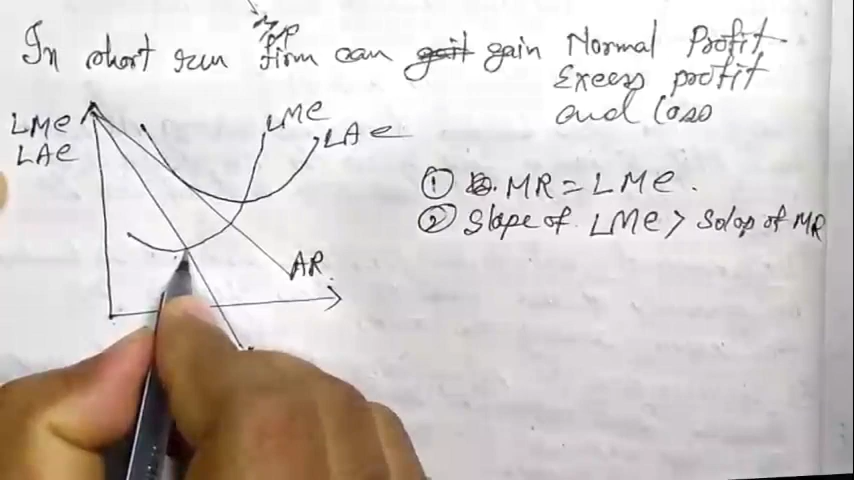 imp
In short run firm can gait gain Normal Profit
Excess profit
and Loss
LMC
LAC
LMC
LAC
AR
① MR = LMC.
② Slope of LMC > Solop of MR